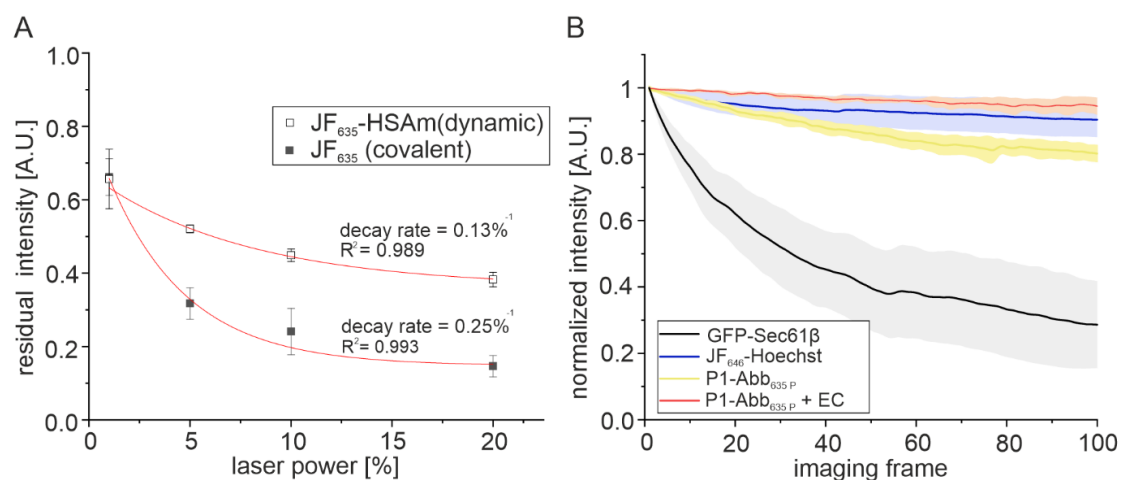 A
residual intensity [A.U.]
1.0
0.8
0.6
0.4
0.2
0.0
JF₆₃₅-HSAm(dynamic)
JF₆₃₅ (covalent)
decay rate = 0.13%⁻¹
R²= 0.989
decay rate = 0.25%⁻¹
R²= 0.993
0 5 10 15 20
laser power [%]
B
normalized intensity [A.U.]
1
0.8
0.6
0.4
0.2
0.0
GFP-Sec61β
JF₆₄₆-Hoechst
P1-Abb₆₃₅ ₚ
P1-Abb₆₃₅ ₚ + EC
0 20 40 60 80 100
imaging frame